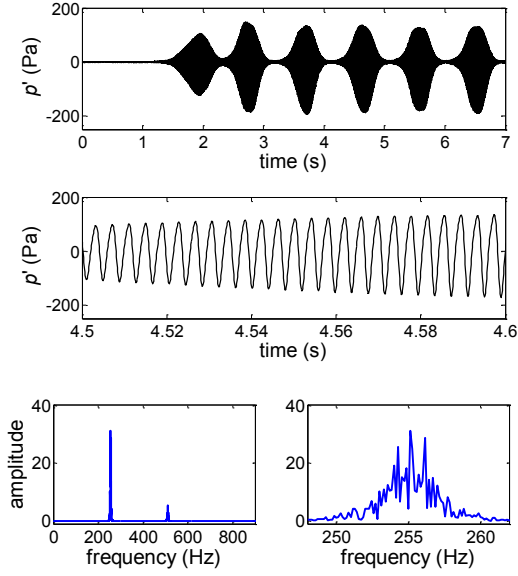 200
0
-200
p' (Pa)
0 1 2 3 4 5 6 7
time (s)
200
0
-200
p' (Pa)
4.5 4.52 4.54 4.56 4.58 4.6
time (s)
40
20
0
amplitude
0 200 400 600 800
frequency (Hz)
40
20
0
250 255 260
frequency (Hz)